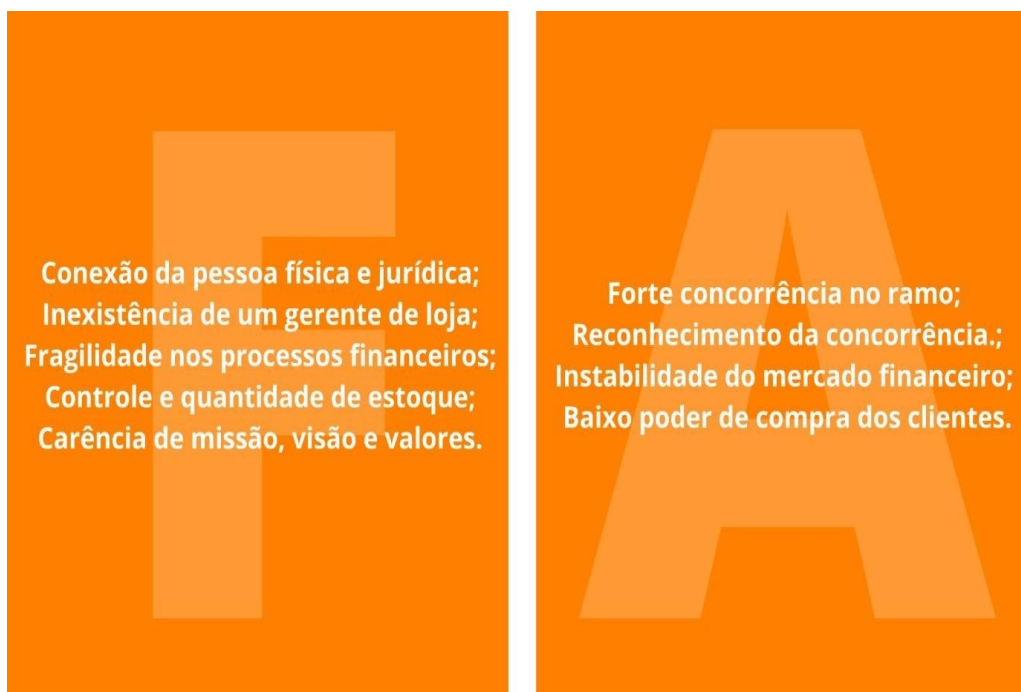 F
Conexão da pessoa física e jurídica;
Inexistência de um gerente de loja;
Fragilidade nos processos financeiros;
Controle e quantidade de estoque;
Carência de missão, visão e valores.
A
Forte concorrência no ramo;
Reconhecimento da concorrência.;
Instabilidade do mercado financeiro;
Baixo poder de compra dos clientes.